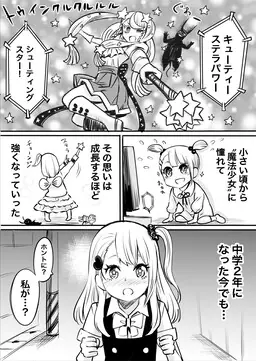 トゥインクルクルルル
キューティー
ステラパワー
シューティング
スター!
小さい頃から
“魔法少女”に
憧れて
その思いは
成長するほど
強くなっていった
中学2年に
なった今でも…
ホントに?
私が…?